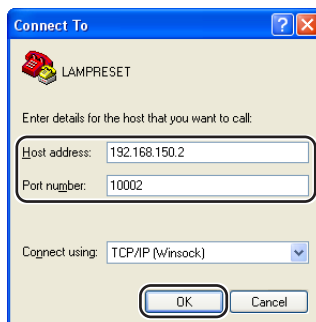 Connect To
LAMPRESET
Enter details for the host that you want to call:
Host address: 192.168.150.2
Port number: 10002
Connect using: TCP/IP (Winsock)
OK Cancel